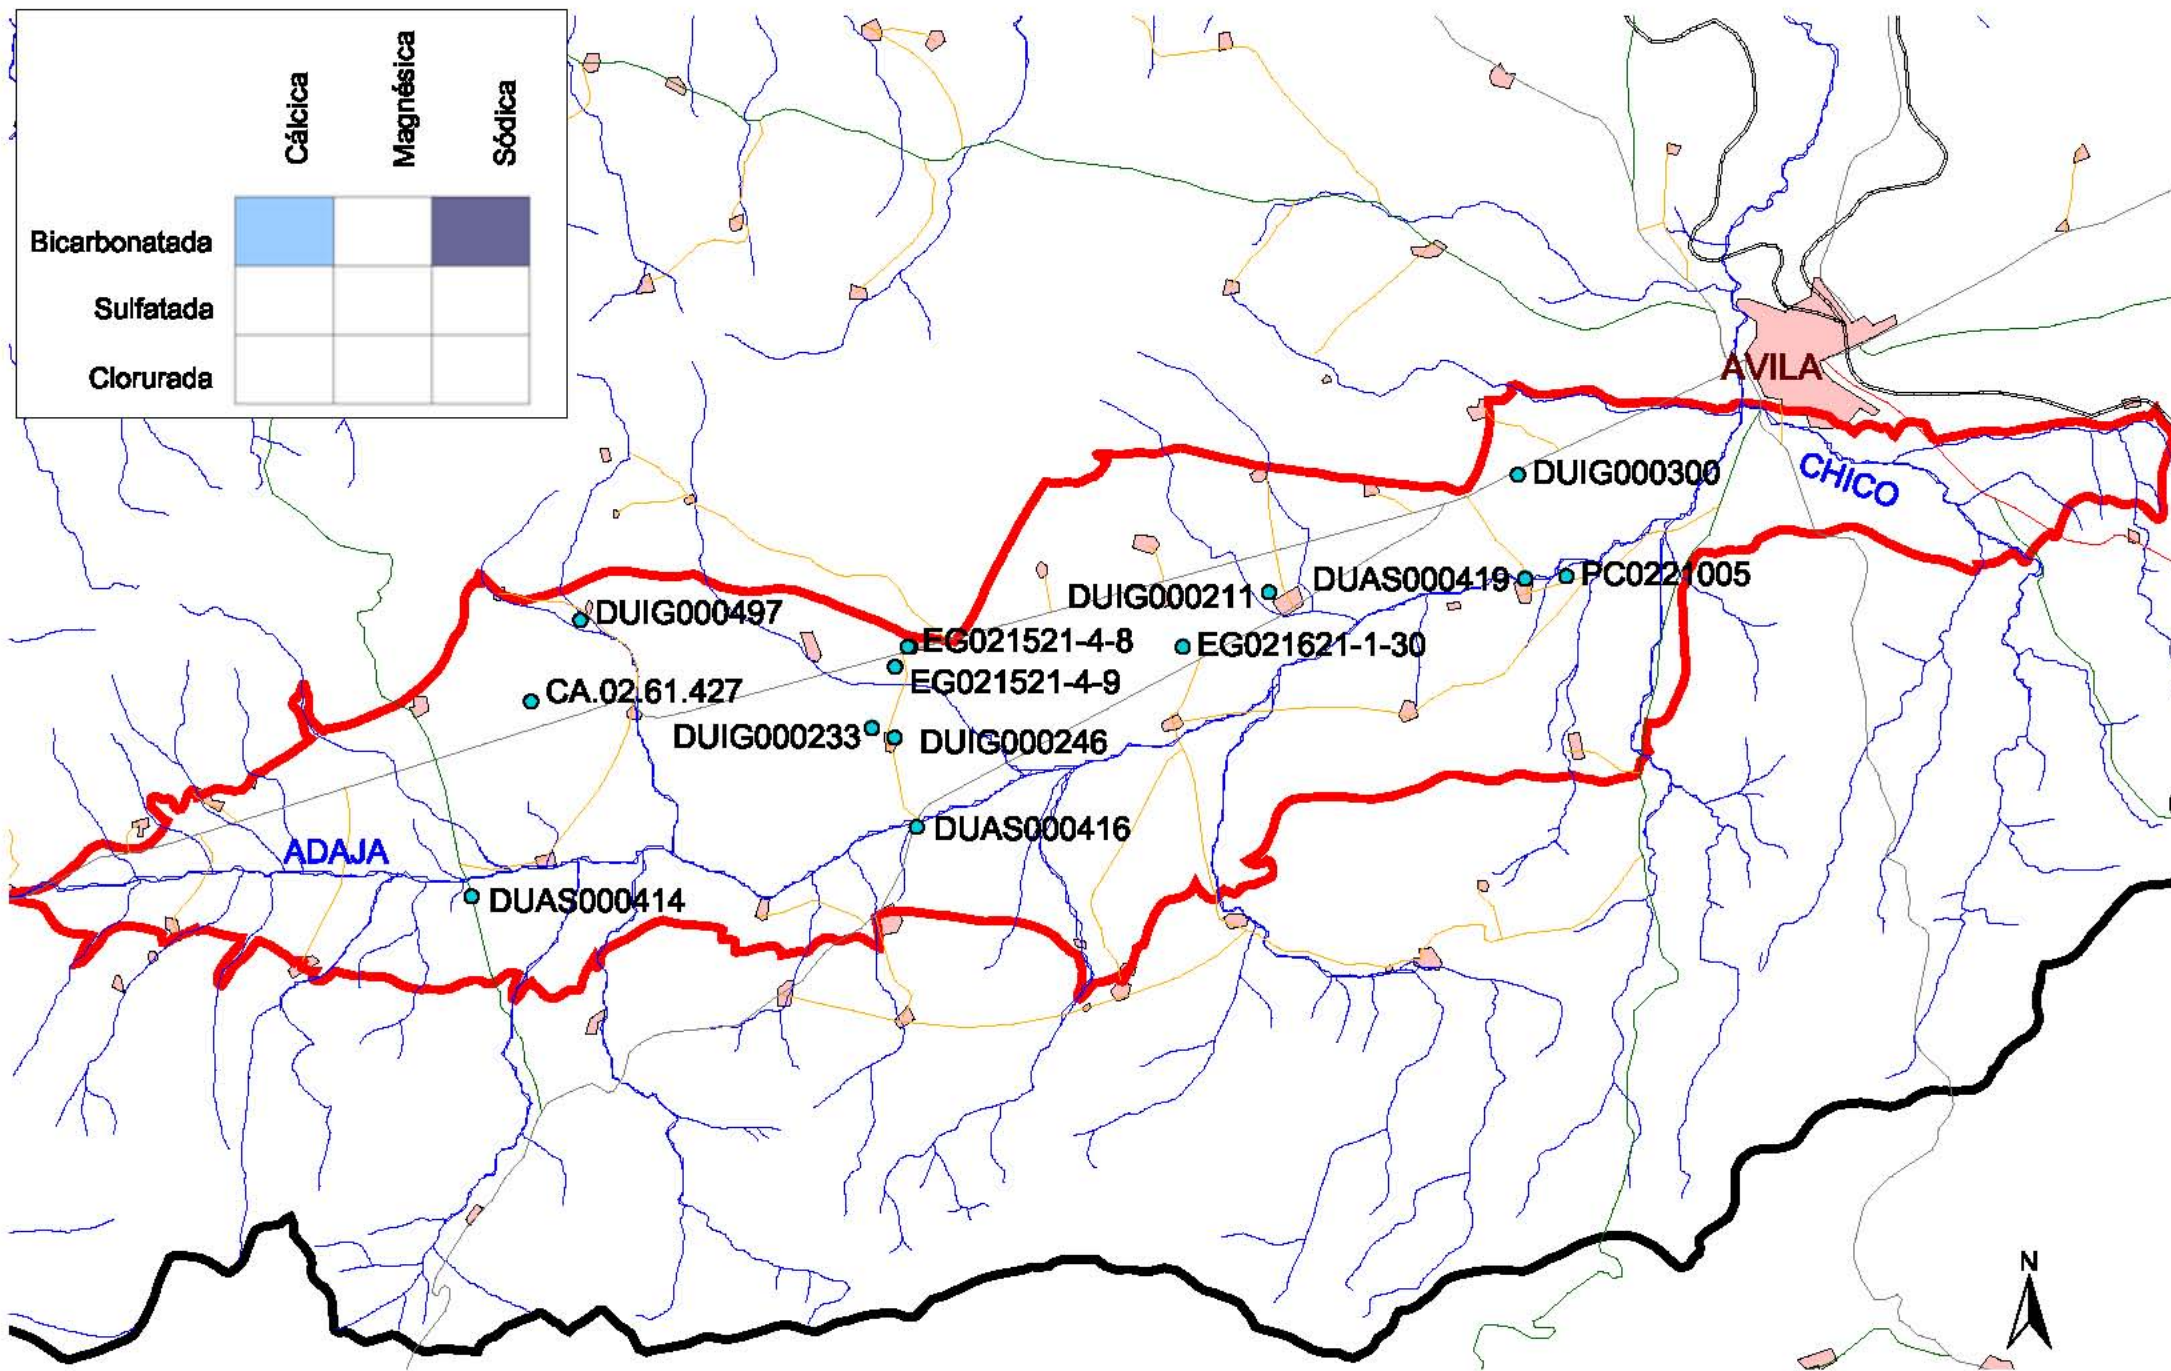 Cálcica
Magnésica
Sódica
Bicarbonatada
Sulfatada
Clorurada
AVILA
DUIG000300
CHICO
DUIG000211
DUAS000419
PC0221005
DUIG000497
EG021521-4-8
EG021621-1-30
EG021521-4-9
CA.02.61.427
DUIG000233
DUIG000246
DUAS000416
ADAJA
DUAS000414
N